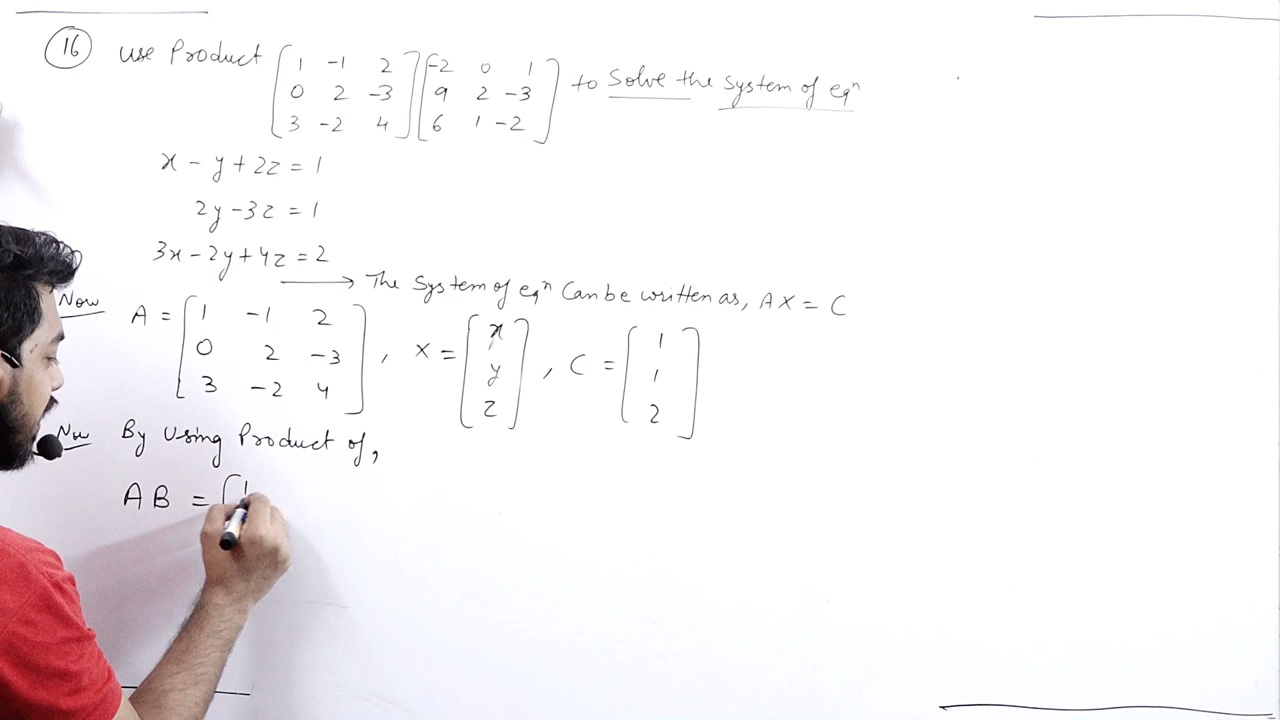 16 Use Product [1 -1 2; 0 2 -3; 3 -2 4] [-2 0 1; 9 2 -3; 6 1 -2] to Solve the System of eqⁿ
x - y + 2z = 1
2y - 3z = 1
3x - 2y + 4z = 2
→ The System of eqⁿ Can be written as, AX = C
Now A = [1 -1 2; 0 2 -3; 3 -2 4], X = [x; y; z], C = [1; 1; 2]
Now By Using Product of,
AB = [1